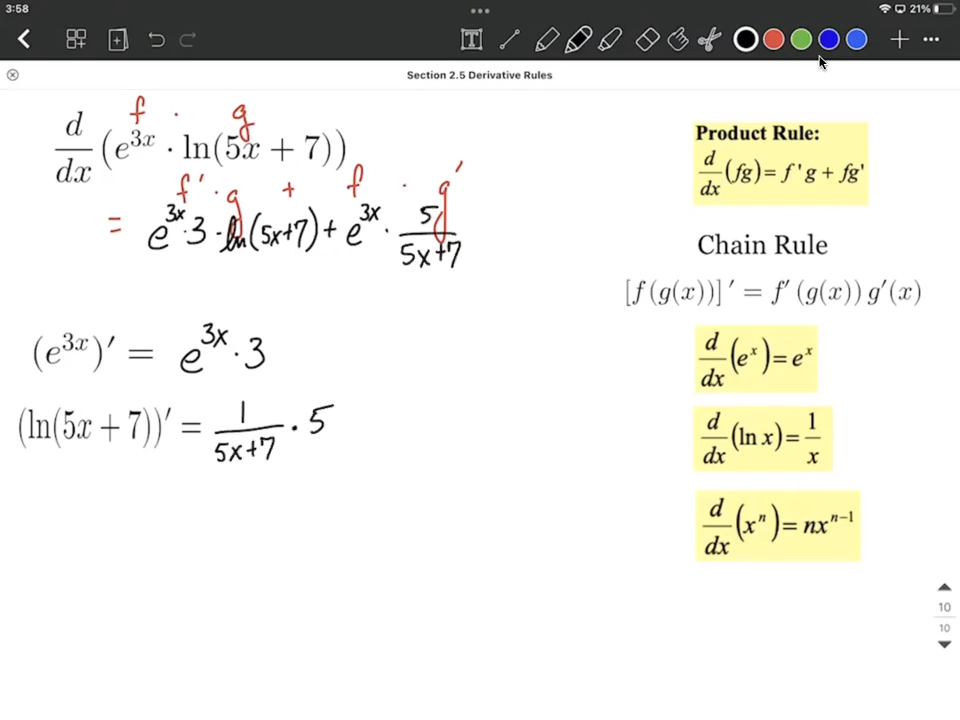 3:58
21%
T
Section 2.5 Derivative Rules
f · g
d/dx (e^{3x} · ln(5x + 7))
f' · g + f · g'
= e^{3x} · 3 · ln(5x+7) + e^{3x} · 5/(5x+7)
(e^{3x})' = e^{3x} · 3
(ln(5x + 7))' = 1/(5x+7) · 5
Product Rule:
d/dx (fg) = f'g + fg'
Chain Rule
[f(g(x))]' = f'(g(x)) g'(x)
d/dx (e^x) = e^x
d/dx (ln x) = 1/x
d/dx (x^n) = nx^{n-1}
10
10